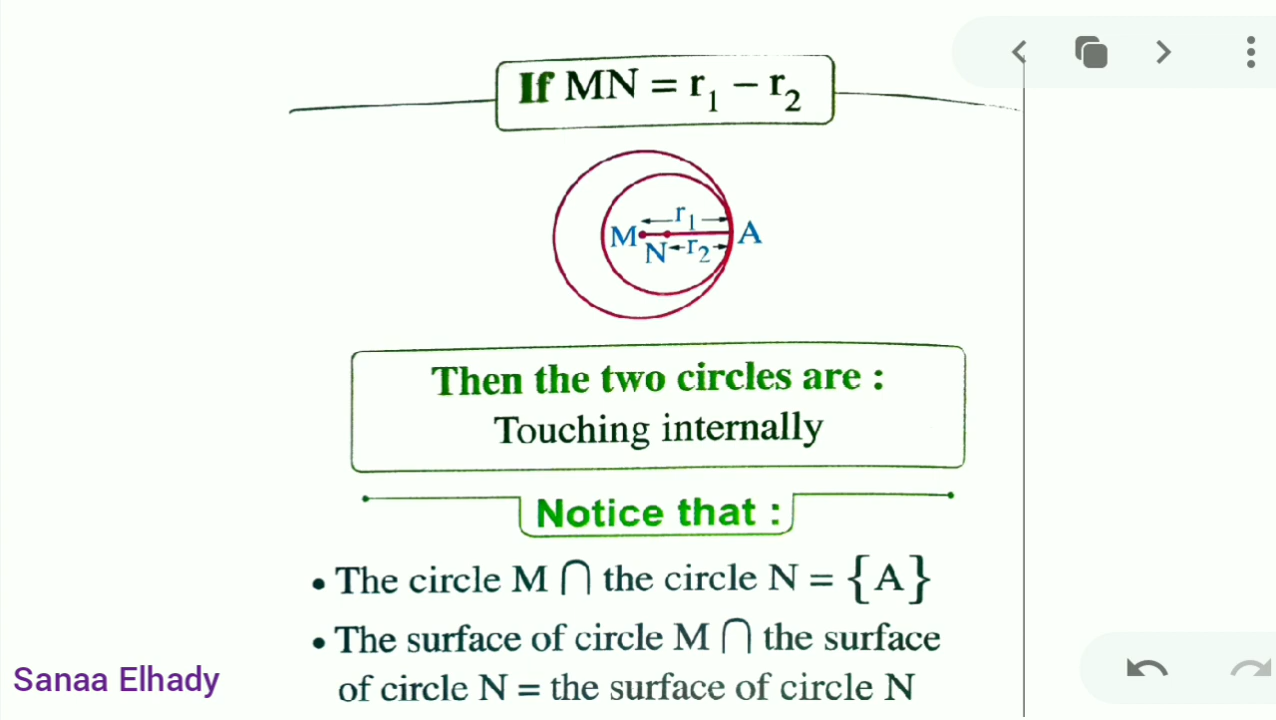 If MN = r₁ − r₂
r₁
M
A
N
r₂
Then the two circles are :
Touching internally
Notice that :
• The circle M ⋂ the circle N = {A}
• The surface of circle M ⋂ the surface
of circle N = the surface of circle N
Sanaa Elhady